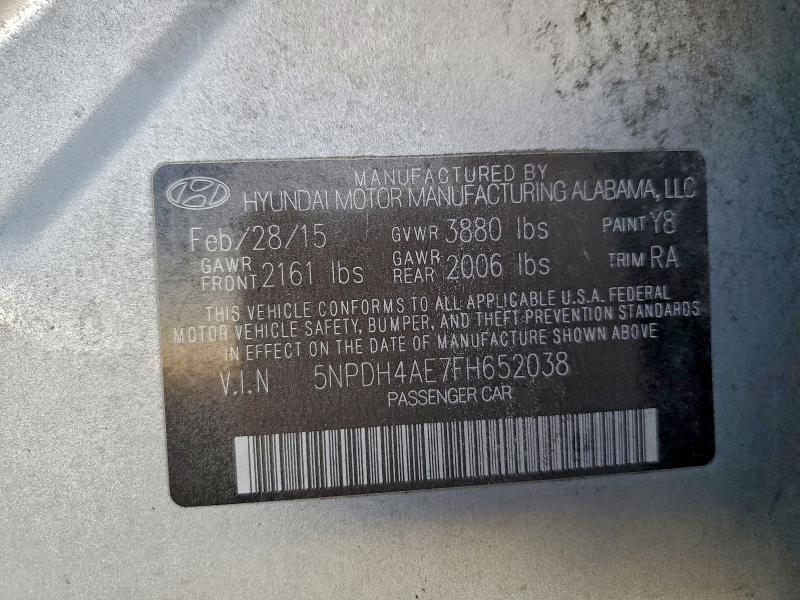 MANUFACTURED BY
HYUNDAI MOTOR MANUFACTURING ALABAMA, LLC
Feb/28/15 GVWR 3880 lbs PAINT Y8
GAWR FRONT 2161 lbs GAWR REAR 2006 lbs TRIM RA
THIS VEHICLE CONFORMS TO ALL APPLICABLE U.S.A. FEDERAL
MOTOR VEHICLE SAFETY, BUMPER, AND THEFT PREVENTION STANDARDS
IN EFFECT ON THE DATE OF MANUFACTURE SHOWN ABOVE
V.I.N 5NPDH4AE7FH652038
PASSENGER CAR